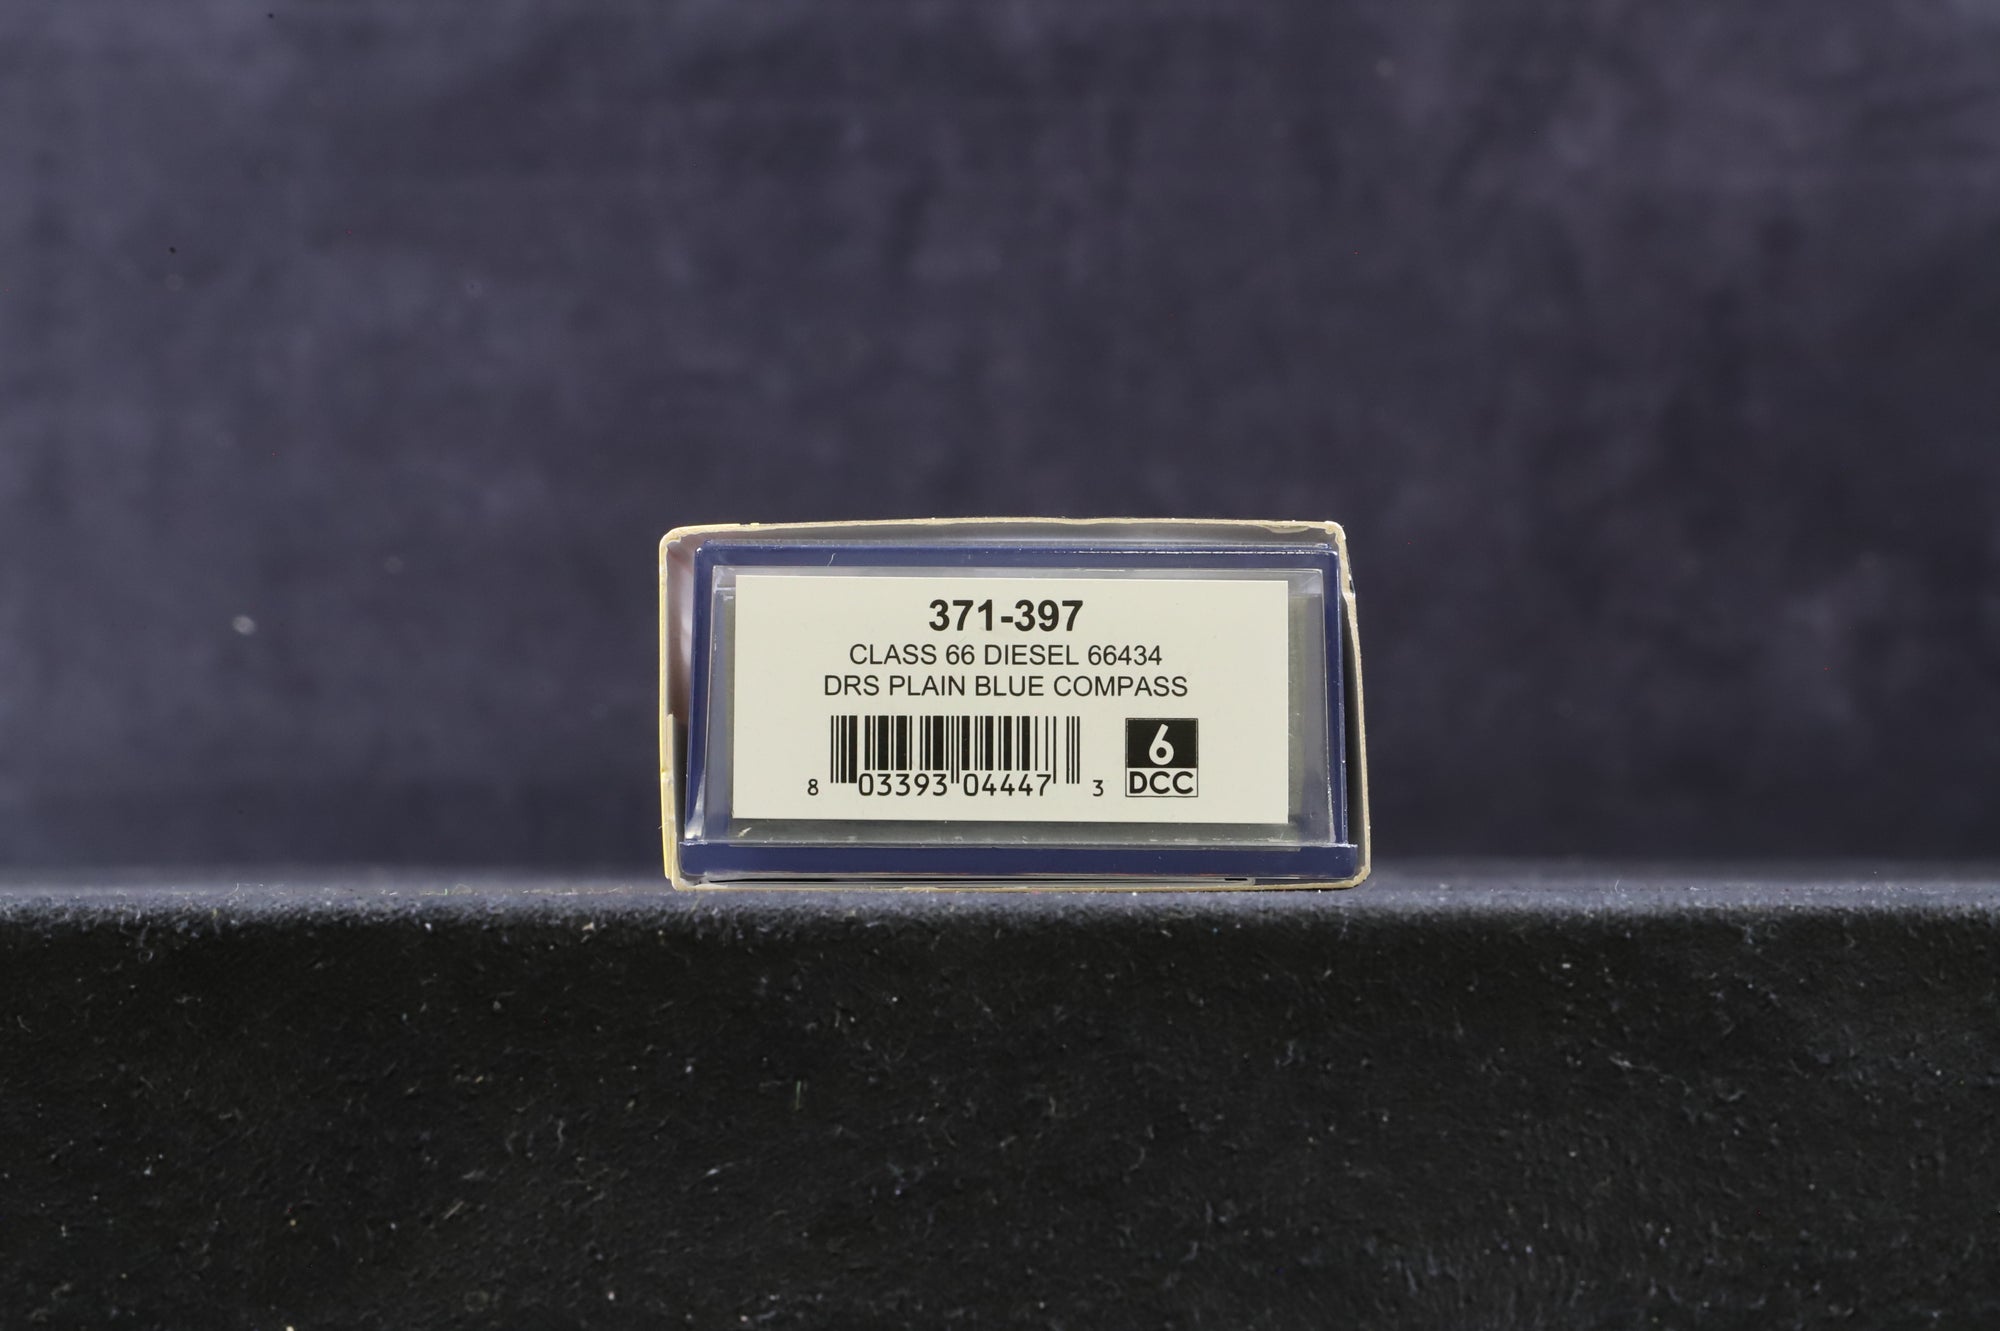 371-397
CLASS 66 DIESEL 66434
DRS PLAIN BLUE COMPASS
8 03393 04447 3
6
DCC